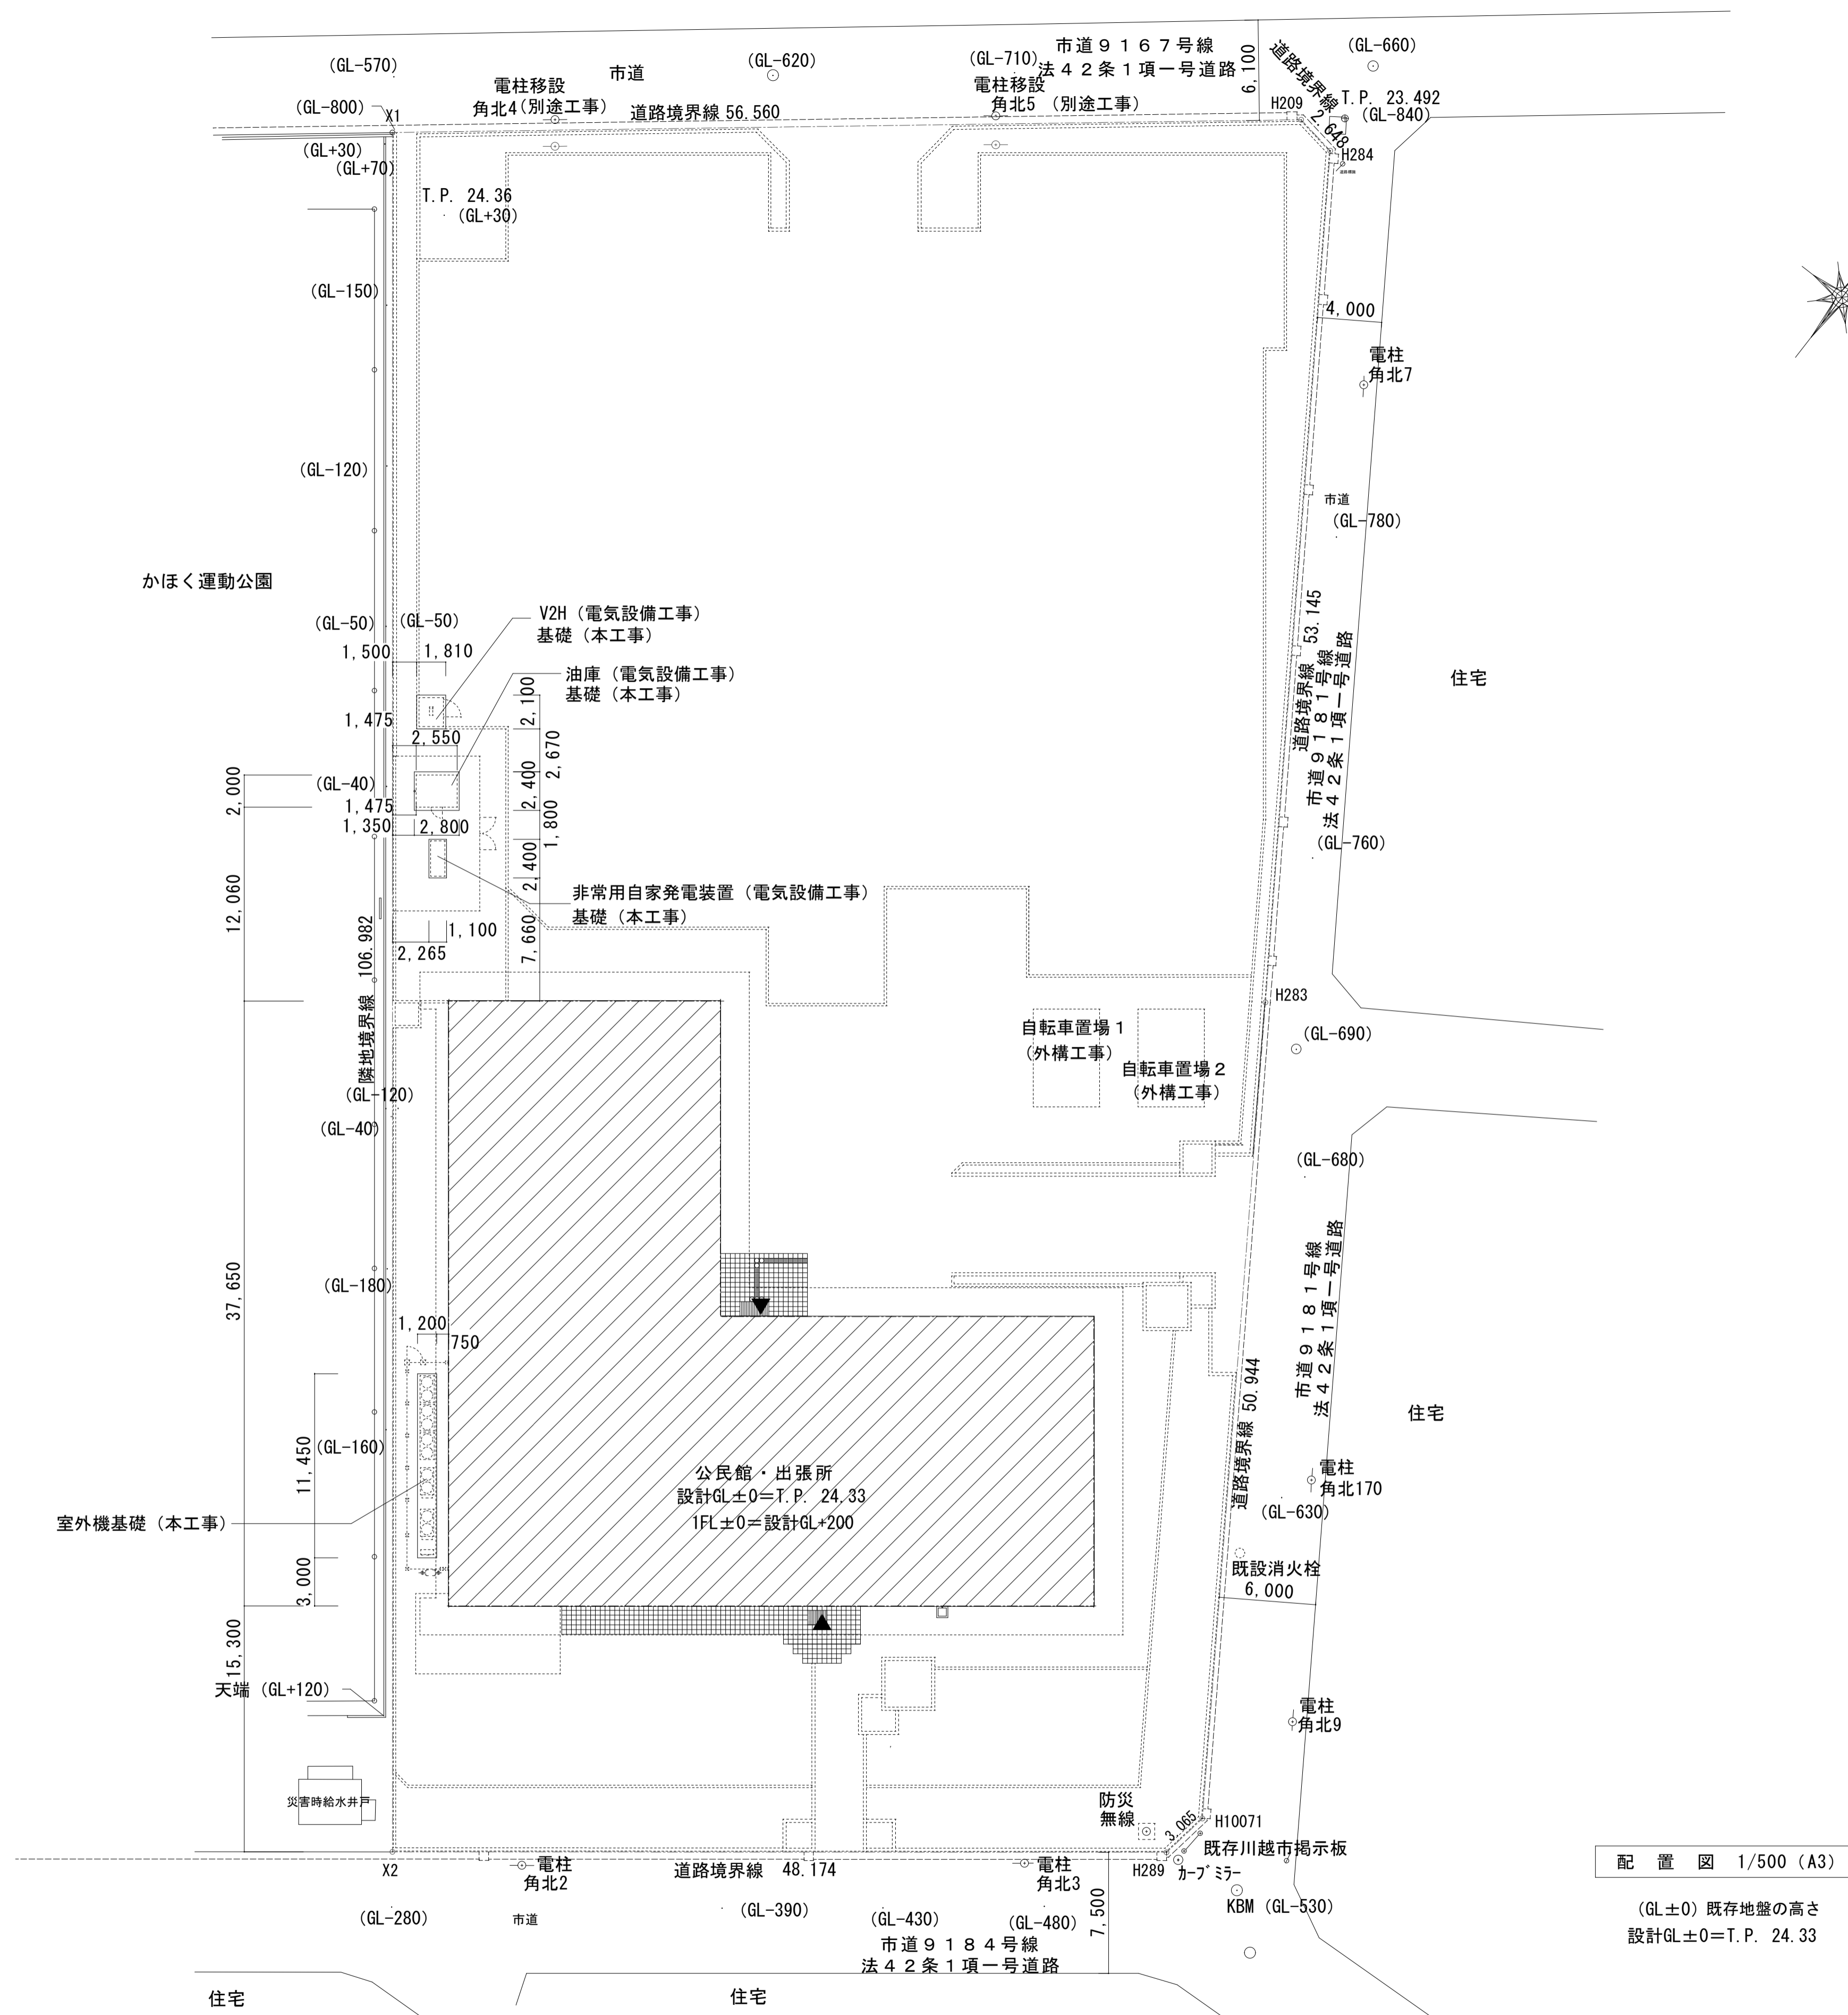 市道９１６７号線
法４２条１項一号道路
6,100
道路境界線
2.648
(GL-660)
(GL-570)
市道
(GL-620)
(GL-710)
電柱移設
角北4(別途工事)
電柱移設
角北5 (別途工事)
(GL-800)
X1
道路境界線 56.560
H209
T.P. 23.492
(GL-840)
H284
(GL+30)
(GL+70)
T.P. 24.36
(GL+30)
(GL-150)
4,000
電柱
角北7
(GL-120)
市道
(GL-780)
かほく運動公園
(GL-50)
(GL-50)
V2H（電気設備工事）
基礎（本工事）
1,500
1,810
油庫（電気設備工事）
基礎（本工事）
2,100
1,475
2,550
2,670
2,400
道路境界線 53.145
市道９１８１号線
法４２条１項一号道路
住宅
2,000
(GL-40)
1,475
1,350
2,800
1,800
2,400
(GL-760)
12,060
非常用自家発電装置（電気設備工事）
基礎（本工事）
1,100
2,265
7,660
隣地境界線 106.982
H283
自転車置場１
（外構工事）
(GL-690)
自転車置場２
（外構工事）
(GL-120)
(GL-40)
(GL-680)
37,650
(GL-180)
市道９１８１号線
法４２条１項一号道路
1,200
750
道路境界線 50.944
住宅
11,450
(GL-160)
公民館・出張所
設計GL±0＝T.P. 24.33
1FL±0＝設計GL+200
電柱
角北170
(GL-630)
室外機基礎（本工事）
既設消火栓
6,000
3,000
15,300
天端（GL+120）
電柱
角北9
災害時給水井戸
防災
無線
3.065
H10071
既存川越市掲示板
X2
電柱
角北2
道路境界線 48.174
電柱
角北3
H289
ｶｰﾌﾞﾐﾗｰ
配 置 図 1/500（A3）
(GL-280)
市道
(GL-390)
(GL-430)
(GL-480)
7,500
KBM (GL-530)
（GL±0）既存地盤の高さ
設計GL±0＝T.P. 24.33
市道９１８４号線
法４２条１項一号道路
住宅
住宅